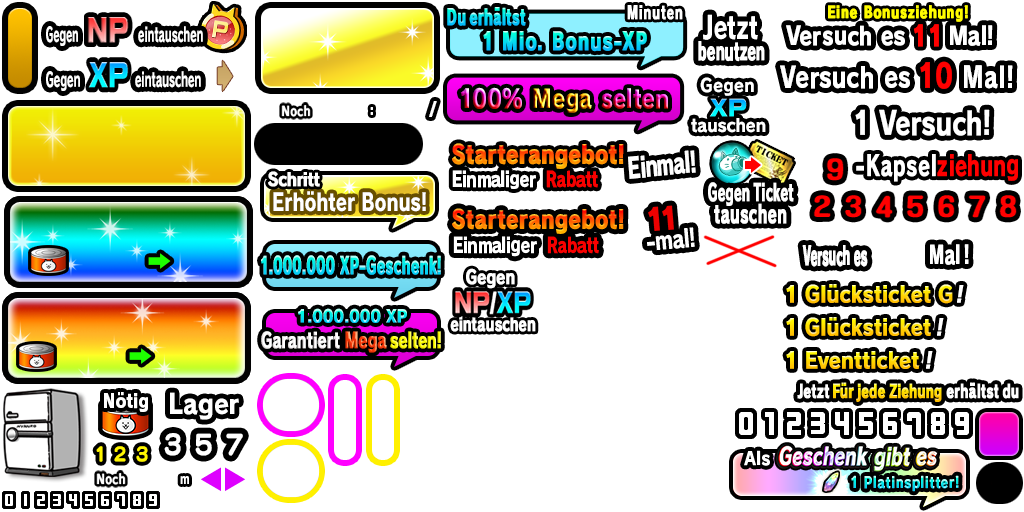 Gegen NP eintauschen
P
Gegen XP eintauschen
Noch : /
Schritt
Erhöhter Bonus!
1.000.000 XP-Geschenk!
1.000.000 XP
Garantiert Mega selten!
Nötig
1 2 3
Lager
3 5 7
Noch m
0 1 2 3 4 5 6 7 8 9
Du erhältst Minuten
1 Mio. Bonus-XP
100% Mega selten
Starterangebot!
Einmaliger Rabatt
Einmal!
Starterangebot!
Einmaliger Rabatt
11
-mal!
Gegen
NP/XP
eintauschen
Jetzt
benutzen
Gegen
XP
tauschen
TICKET
Gegen Ticket
tauschen
Eine Bonusziehung!
Versuch es 11 Mal!
Versuch es 10 Mal!
1 Versuch!
9 -Kapselziehung
2 3 4 5 6 7 8
Versuch es Mal!
1 Glücksticket G!
1 Glücksticket!
1 Eventticket!
Jetzt Für jede Ziehung erhältst du
0 1 2 3 4 5 6 7 8 9
Als Geschenk gibt es
1 Platinsplitter!